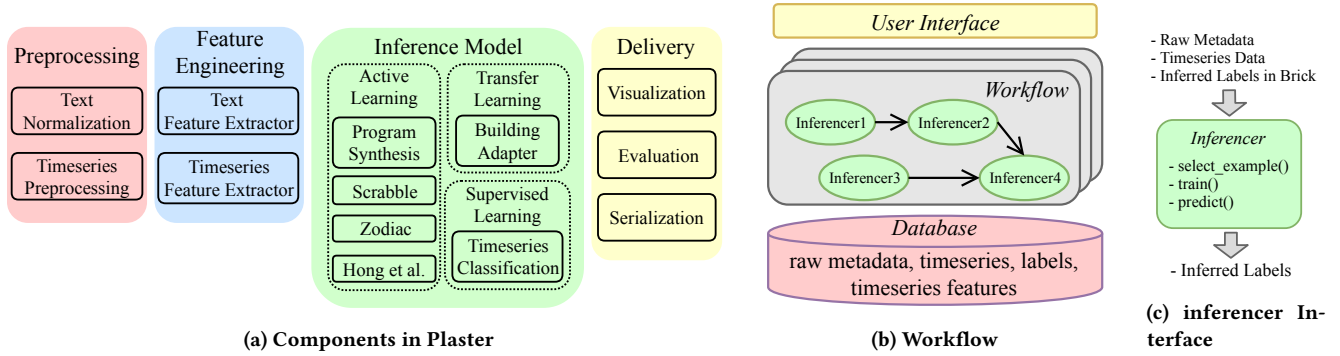 Preprocessing
Text
Normalization
Timeseries
Preprocessing
Feature
Engineering
Text
Feature Extractor
Timeseries
Feature Extractor
Inference Model
Active
Learning
Program
Synthesis
Scrabble
Zodiac
Hong et al.
Transfer
Learning
Building
Adapter
Supervised
Learning
Timeseries
Classification
Delivery
Visualization
Evaluation
Serialization
(a) Components in Plaster
User Interface
Workflow
Inferencer1
Inferencer2
Inferencer3
Inferencer4
Database
raw metadata, timeseries, labels,
timeseries features
(b) Workflow
- Raw Metadata
- Timeseries Data
- Inferred Labels in Brick
Inferencer
- select_example()
- train()
- predict()
- Inferred Labels
(c) inferencer In-
terface